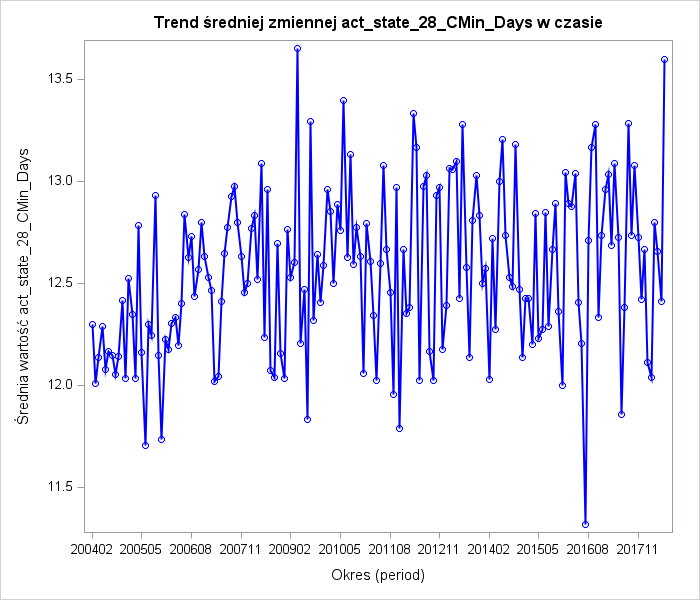 Trend średniej zmiennej act_state_28_CMin_Days w czasie
Średnia wartość act_state_28_CMin_Days
13.5
13.0
12.5
12.0
11.5
200402 200505 200608 200711 200902 201005 201108 201211 201402 201505 201608 201711
Okres (period)